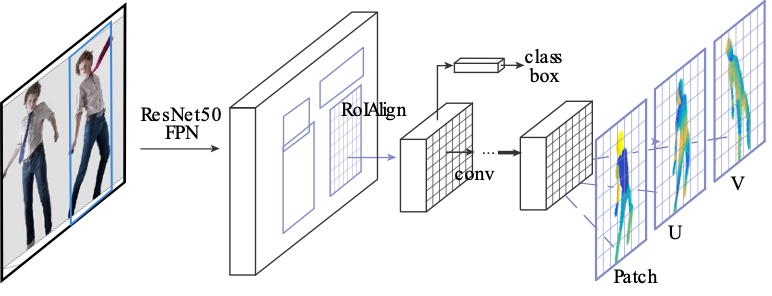 ResNet50
FPN
RoIAlign
class
box
...
conv
Patch
U
V